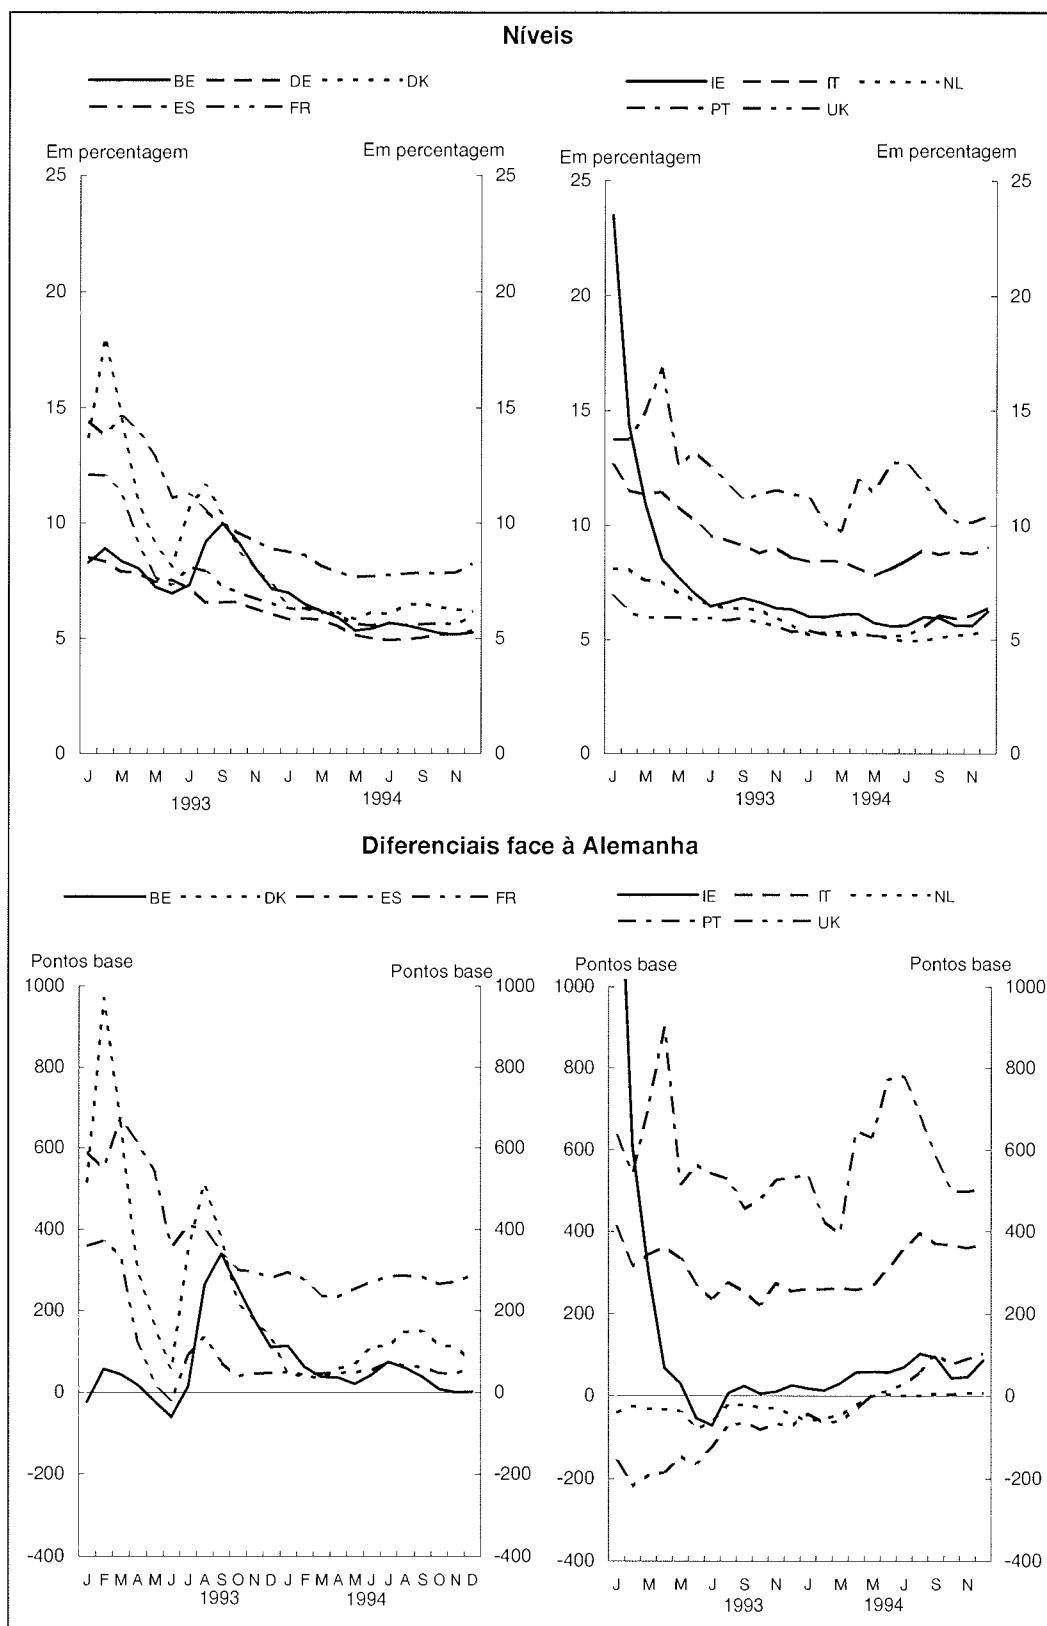 Níveis
BE DE DK
ES FR
IE IT NL
PT UK
Em percentagem Em percentagem
25 25
20 20
15 15
10 10
5 5
0 0
J M M J S N J M M J S N
1993 1994
Em percentagem Em percentagem
25 25
20 20
15 15
10 10
5 5
0 0
J M M J S N J M M J S N
1993 1994
Diferenciais face à Alemanha
BE DK ES FR
IE IT NL
PT UK
Pontos base Pontos base
1000 1000
800 800
600 600
400 400
200 200
0 0
-200 -200
-400 -400
J F M A M J J A S O N D J F M A M J J A S O N D
1993 1994
Pontos base Pontos base
1000 1000
800 800
600 600
400 400
200 200
0 0
-200 -200
-400 -400
J M M J S N J M M J S N
1993 1994